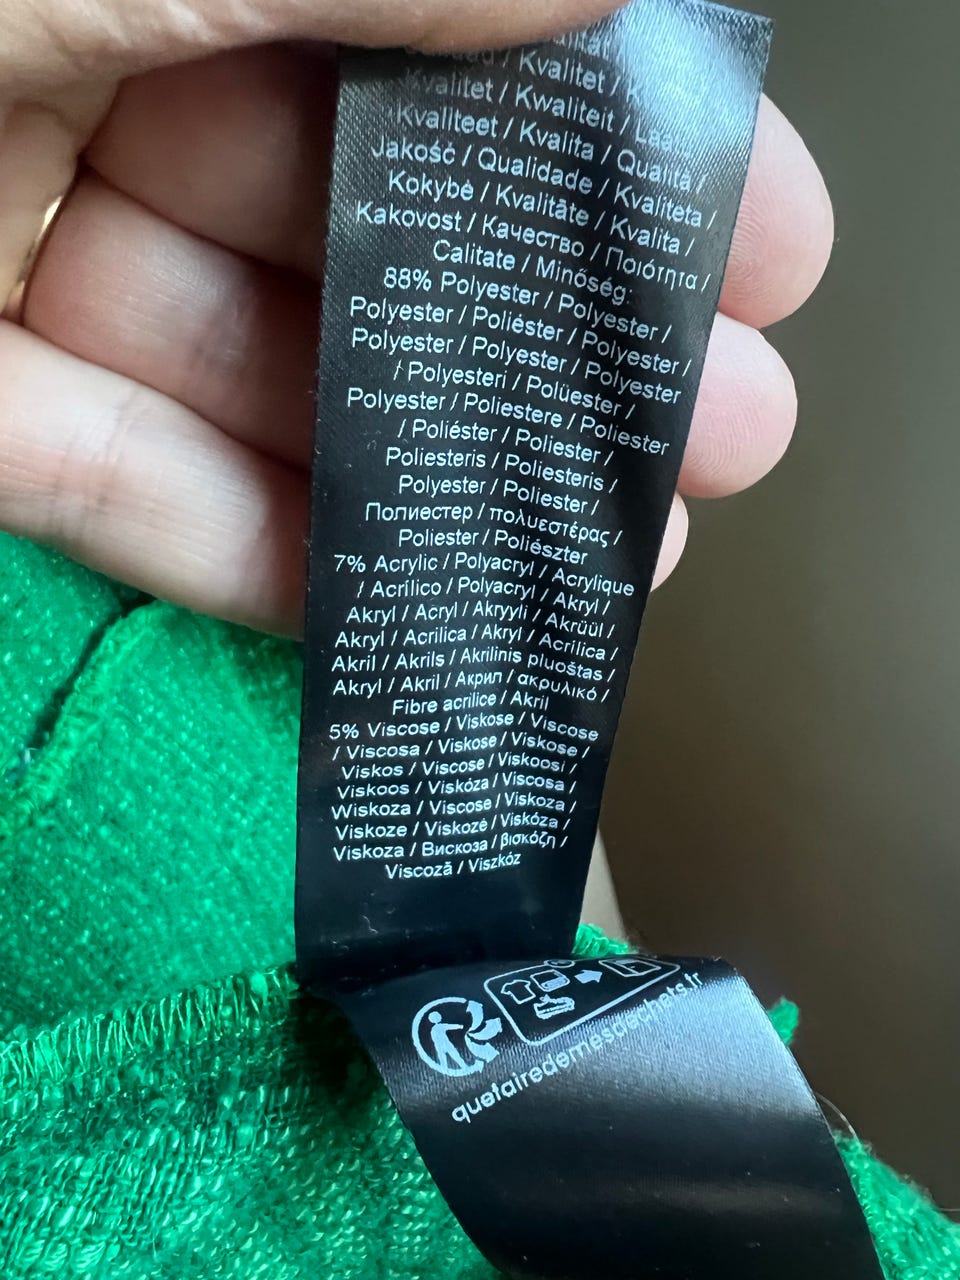 / Kvalitet /
Kvalitet / Kwaliteit /
Kvaliteet / Kvalita / Qualità /
Jakość / Qualidade / Kvaliteta /
Kokybė / Kvalitāte / Kvalita /
Kakovost / Качество / Ποιότητα /
Calitate / Minőség:
88% Polyester / Polyester /
Polyester / Poliéster / Polyester /
Polyester / Polyester / Polyester
/ Polyesteri / Polüester /
Polyester / Poliestere / Poliester
/ Poliéster / Poliester /
Poliesteris / Poliesteris /
Polyester / Poliester /
Полиестер / πολυεστέρας /
Poliester / Poliészter
7% Acrylic / Polyacryl / Acrylique
/ Acrílico / Polyacryl / Akryl /
Akryl / Acryl / Akryyli / Akrüül /
Akryl / Acrilica / Akryl / Acrílica /
Akril / Akrils / Akrilinis pluoštas /
Akryl / Akril / Акрил / ακρυλικό /
Fibre acrilice / Akril
5% Viscose / Viskose / Viscose
/ Viscosa / Viskose / Viskose /
Viskos / Viscose / Viskoosi /
Viskoos / Viskóza / Viscosa /
Wiskoza / Viscose / Viskoza /
Viskoze / Viskozė / Viskóza /
Viskoza / Вискоза / βισκόζη /
Viscoză / Viszkóz
quefairedemesdechets.fr